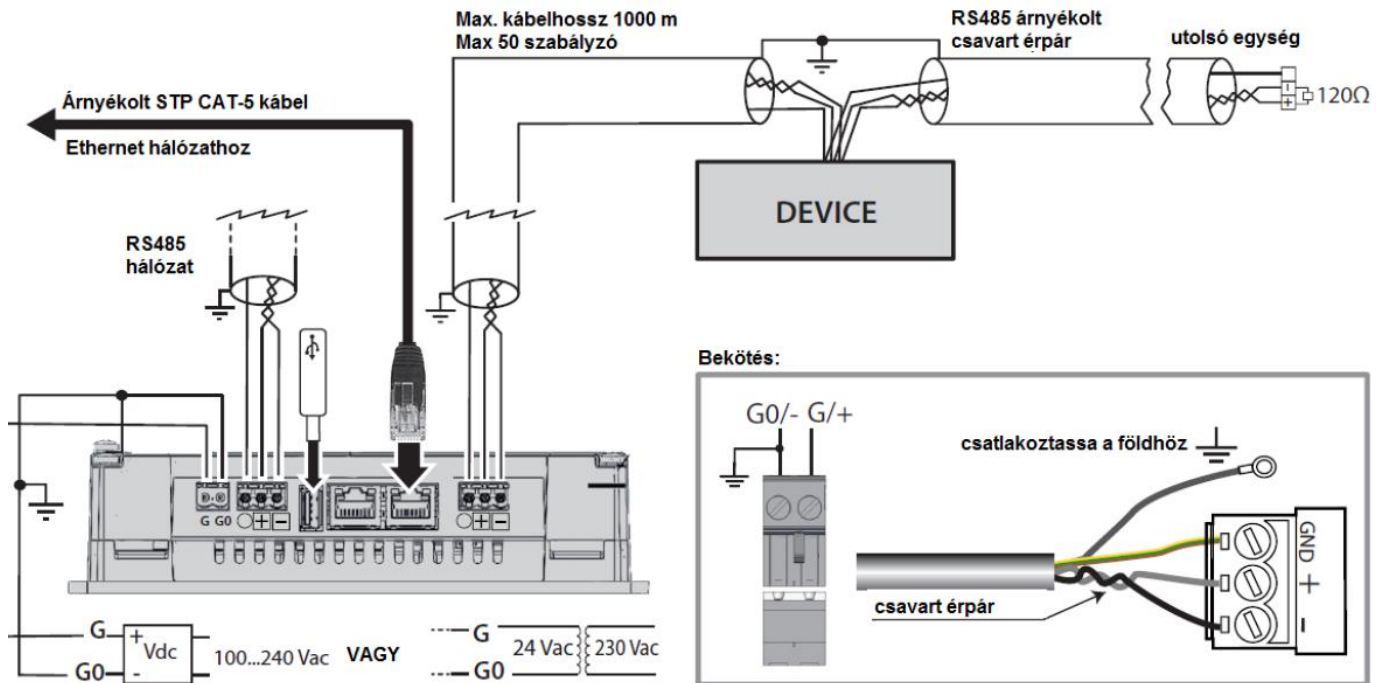 Max. kábelhossz 1000 m
Max 50 szabályzó
RS485 árnyékolt
csavart érpár
utolsó egység
-
+
120Ω
Árnyékolt STP CAT-5 kábel
Ethernet hálózathoz
DEVICE
RS485
hálózat
G G0 + -
+ -
Bekötés:
G0/- G/+
csatlakoztassa a földhöz
GND
+
-
csavart érpár
G + Vdc 100...240 Vac VAGY
G0 -
G 24 Vac 230 Vac
G0